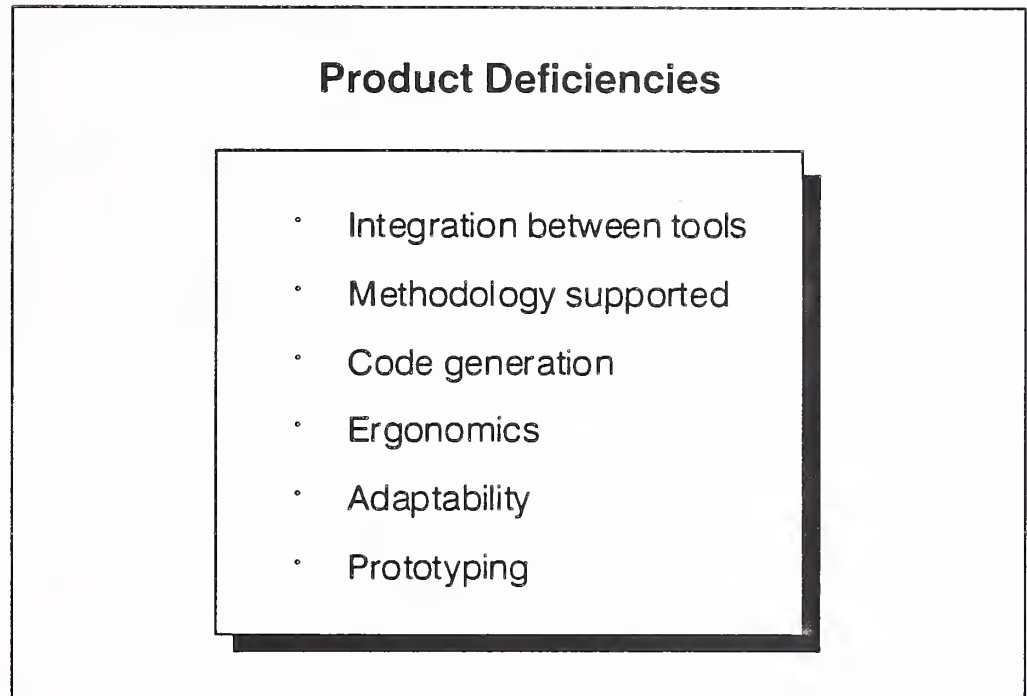 Product Deficiencies
° Integration between tools
° Methodology supported
° Code generation
° Ergonomics
° Adaptability
° Prototyping